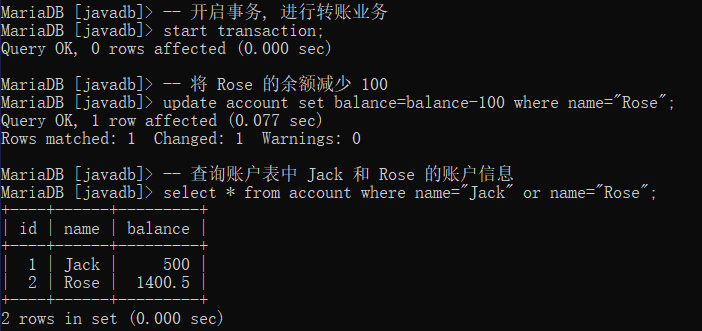 MariaDB [javadb]> -- 开启事务, 进行转账业务
MariaDB [javadb]> start transaction;
Query OK, 0 rows affected (0.000 sec)

MariaDB [javadb]> -- 将 Rose 的余额减少 100
MariaDB [javadb]> update account set balance=balance-100 where name="Rose";
Query OK, 1 row affected (0.077 sec)
Rows matched: 1  Changed: 1  Warnings: 0

MariaDB [javadb]> -- 查询账户表中 Jack 和 Rose 的账户信息
MariaDB [javadb]> select * from account where name="Jack" or name="Rose";
+----+------+---------+
| id | name | balance |
+----+------+---------+
|  1 | Jack |     500 |
|  2 | Rose |  1400.5 |
+----+------+---------+
2 rows in set (0.000 sec)